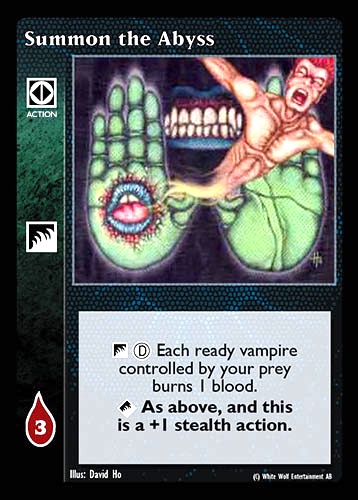 Summon the Abyss
ACTION
D Each ready vampire
controlled by your prey
burns 1 blood.
As above, and this
is a +1 stealth action.
3
Illus: David Ho
(C) White Wolf Entertainment AB